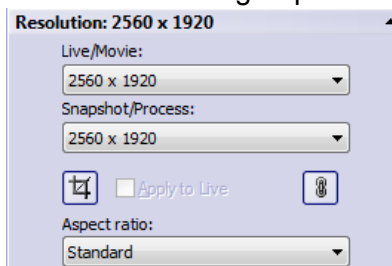 Resolution: 2560 x 1920
Live/Movie:
2560 x 1920
Snapshot/Process:
2560 x 1920
Apply to Live
Aspect ratio:
Standard